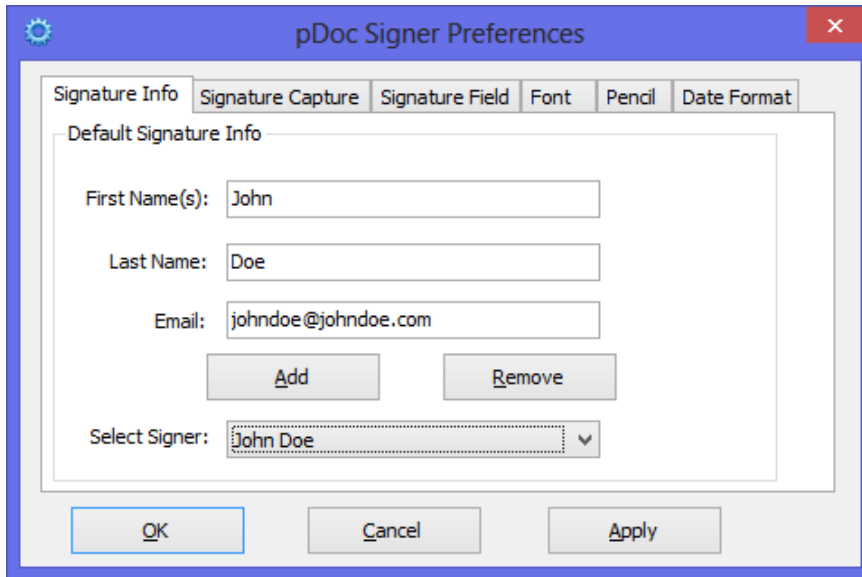 pDoc Signer Preferences
Signature Info Signature Capture Signature Field Font Pencil Date Format
Default Signature Info
First Name(s): John
Last Name: Doe
Email: johndoe@johndoe.com
Add Remove
Select Signer: John Doe
OK Cancel Apply